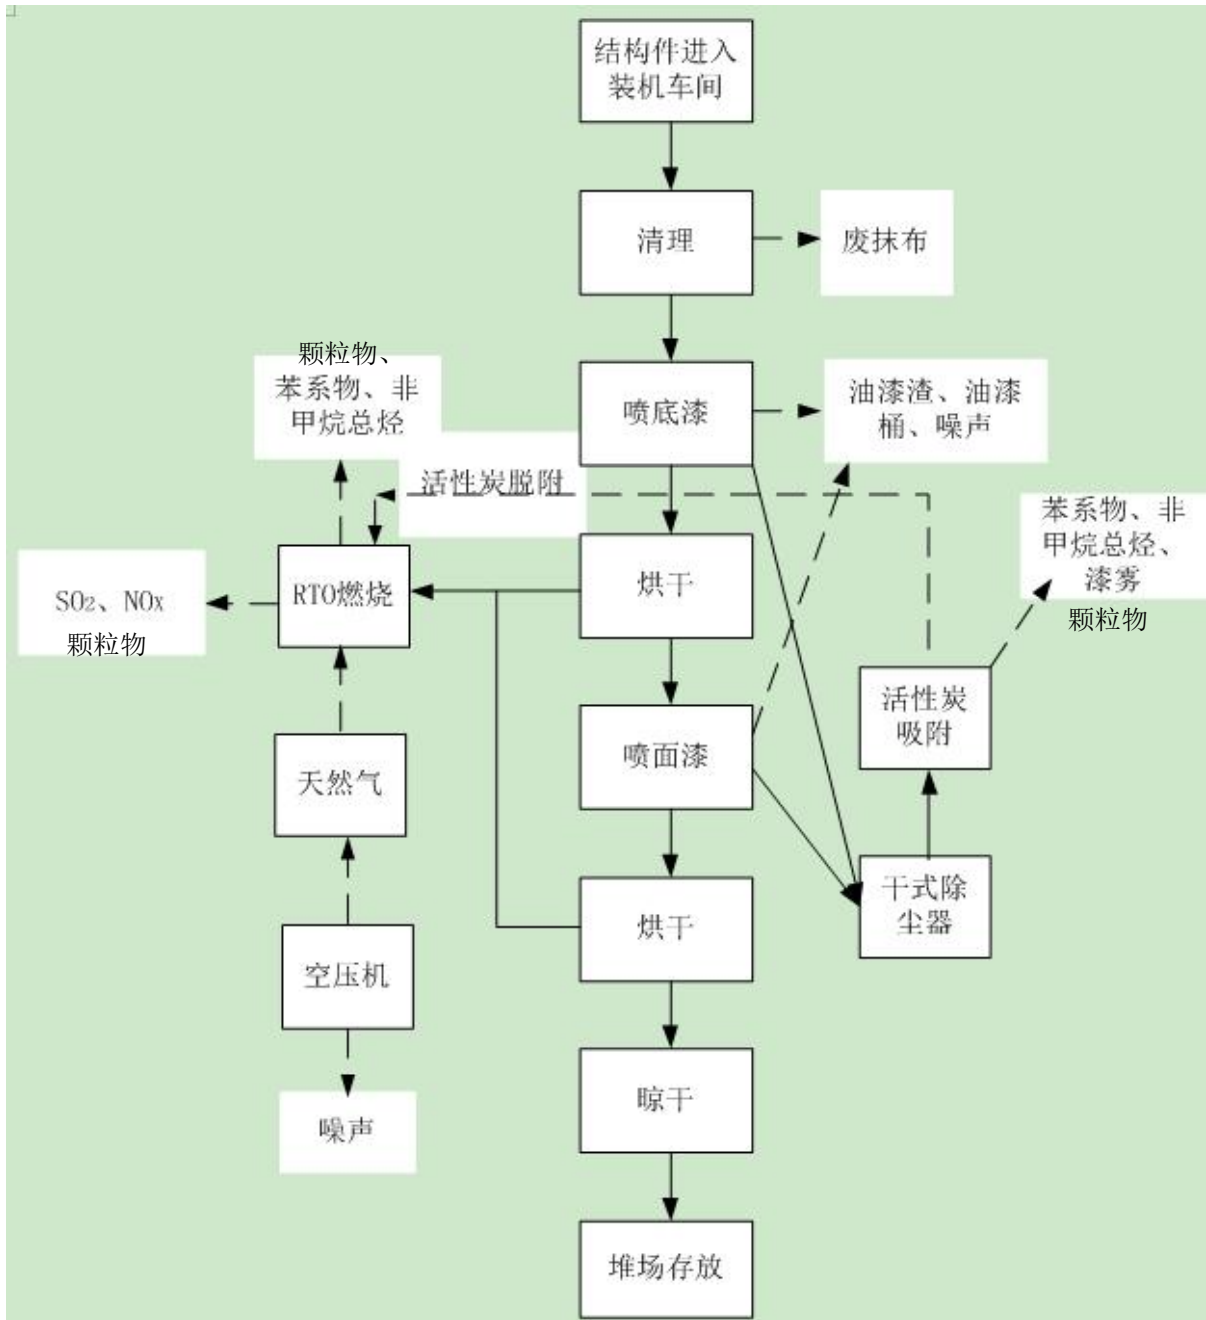 结构件进入
装机车间
清理
废抹布
颗粒物、
苯系物、非
甲烷总烃
喷底漆
油漆渣、油漆
桶、噪声
活性炭脱附
苯系物、非
甲烷总烃、
漆雾
颗粒物
SO₂、NOx
颗粒物
RTO燃烧
烘干
活性炭
吸附
喷面漆
天然气
干式除
尘器
烘干
空压机
晾干
噪声
堆场存放